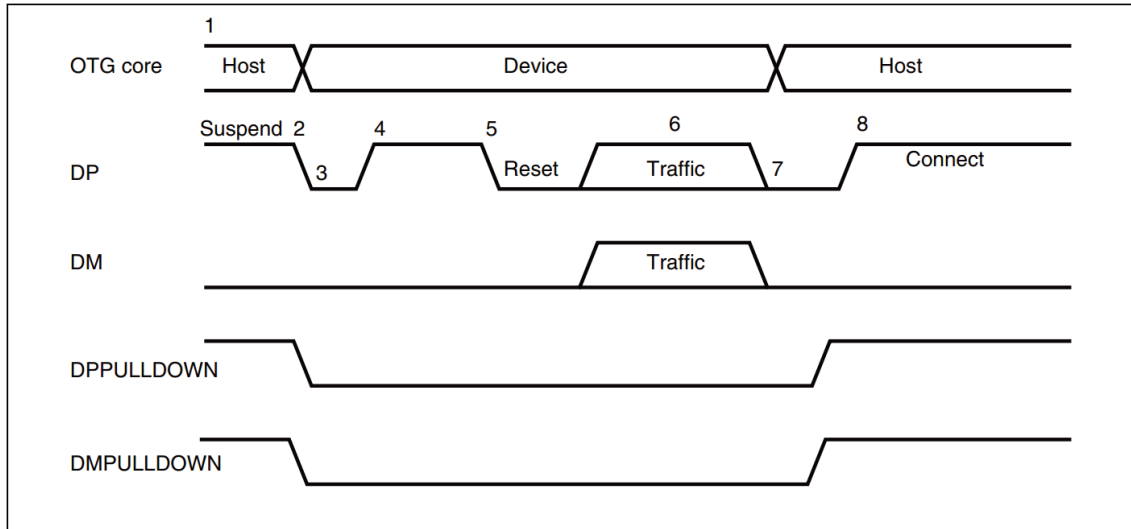 1
OTG core Host Device Host
Suspend 2 4 5 6 8
DP 3 Reset Traffic 7 Connect
DM Traffic
DPPULLDOWN
DMPULLDOWN